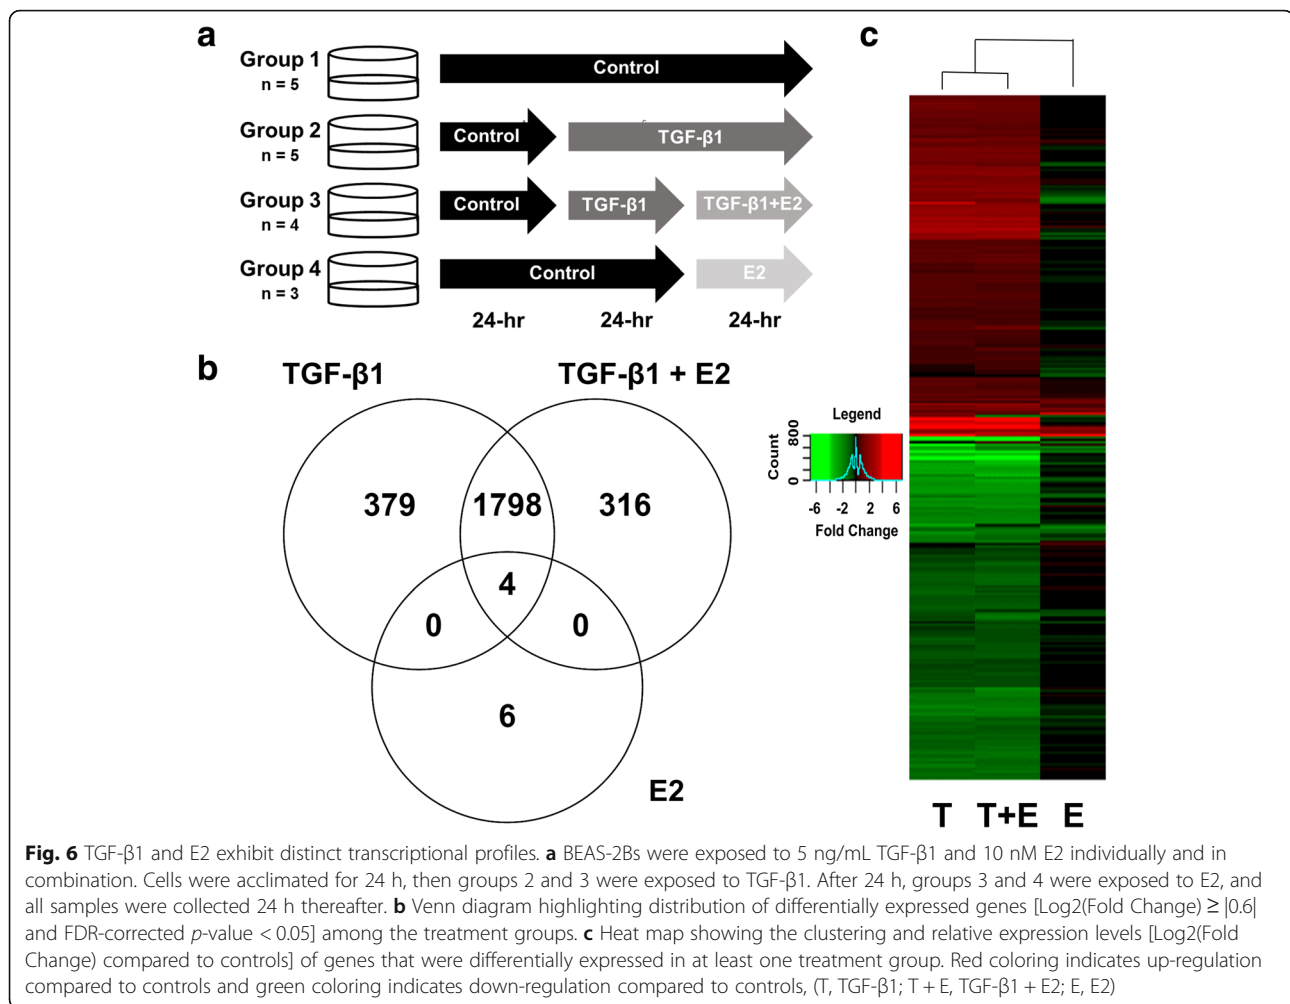 a
Group 1
n = 5
Control
Group 2
n = 5
Control
TGF-β1
Group 3
n = 4
Control
TGF-β1
TGF-β1+E2
Group 4
n = 3
Control
E2
24-hr
24-hr
24-hr
b
TGF-β1
TGF-β1 + E2
379
1798
316
4
0
0
6
E2
c
Legend
Count
0
800
-6
-2
2
6
Fold Change
T
T+E
E
Fig. 6 TGF-β1 and E2 exhibit distinct transcriptional profiles. a BEAS-2Bs were exposed to 5 ng/mL TGF-β1 and 10 nM E2 individually and in
combination. Cells were acclimated for 24 h, then groups 2 and 3 were exposed to TGF-β1. After 24 h, groups 3 and 4 were exposed to E2, and
all samples were collected 24 h thereafter. b Venn diagram highlighting distribution of differentially expressed genes [Log2(Fold Change) ≥ |0.6|
and FDR-corrected p-value < 0.05] among the treatment groups. c Heat map showing the clustering and relative expression levels [Log2(Fold
Change) compared to controls] of genes that were differentially expressed in at least one treatment group. Red coloring indicates up-regulation
compared to controls and green coloring indicates down-regulation compared to controls, (T, TGF-β1; T + E, TGF-β1 + E2; E, E2)